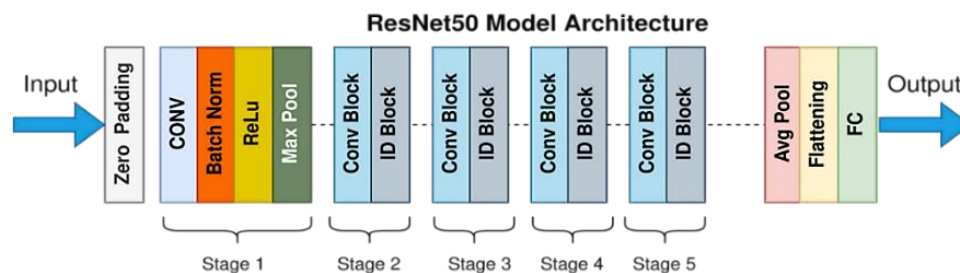 ResNet50 Model Architecture
Input
Zero Padding
CONV
Batch Norm
ReLu
Max Pool
Conv Block
ID Block
Conv Block
ID Block
Conv Block
ID Block
Conv Block
ID Block
Avg Pool
Flattening
FC
Output
Stage 1
Stage 2
Stage 3
Stage 4
Stage 5